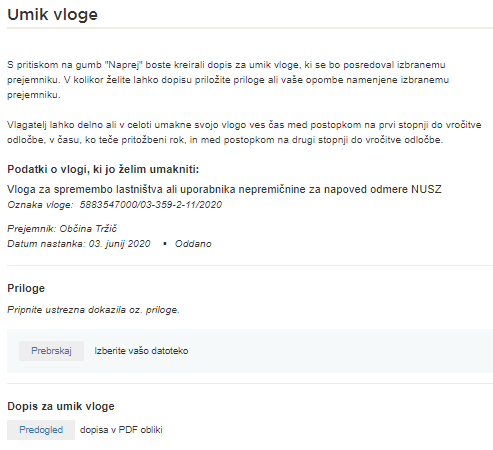 Umik vloge
S pritiskom na gumb "Naprej" boste kreirali dopis za umik vloge, ki se bo posredoval izbranemu
prejemniku. V kolikor želite lahko dopisu priložite priloge ali vaše opombe namenjene izbranemu
prejemniku.
Vlagatelj lahko delno ali v celoti umakne svojo vlogo ves čas med postopkom na prvi stopnji do vročitve
odločbe, v času, ko teče pritožbeni rok, in med postopkom na drugi stopnji do vročitve odločbe.
Podatki o vlogi, ki jo želim umakniti:
Vloga za spremembo lastništva ali uporabnika nepremičnine za napoved odmere NUSZ
Oznaka vloge: 5883547000/03-359-2-11/2020
Prejemnik: Občina Tržič
Datum nastanka: 03. junij 2020 ▪ Oddano
Priloge
Pripnite ustrezna dokazila oz. priloge.
Prebrskaj Izberite vašo datoteko
Dopis za umik vloge
Predogled dopisa v PDF obliki